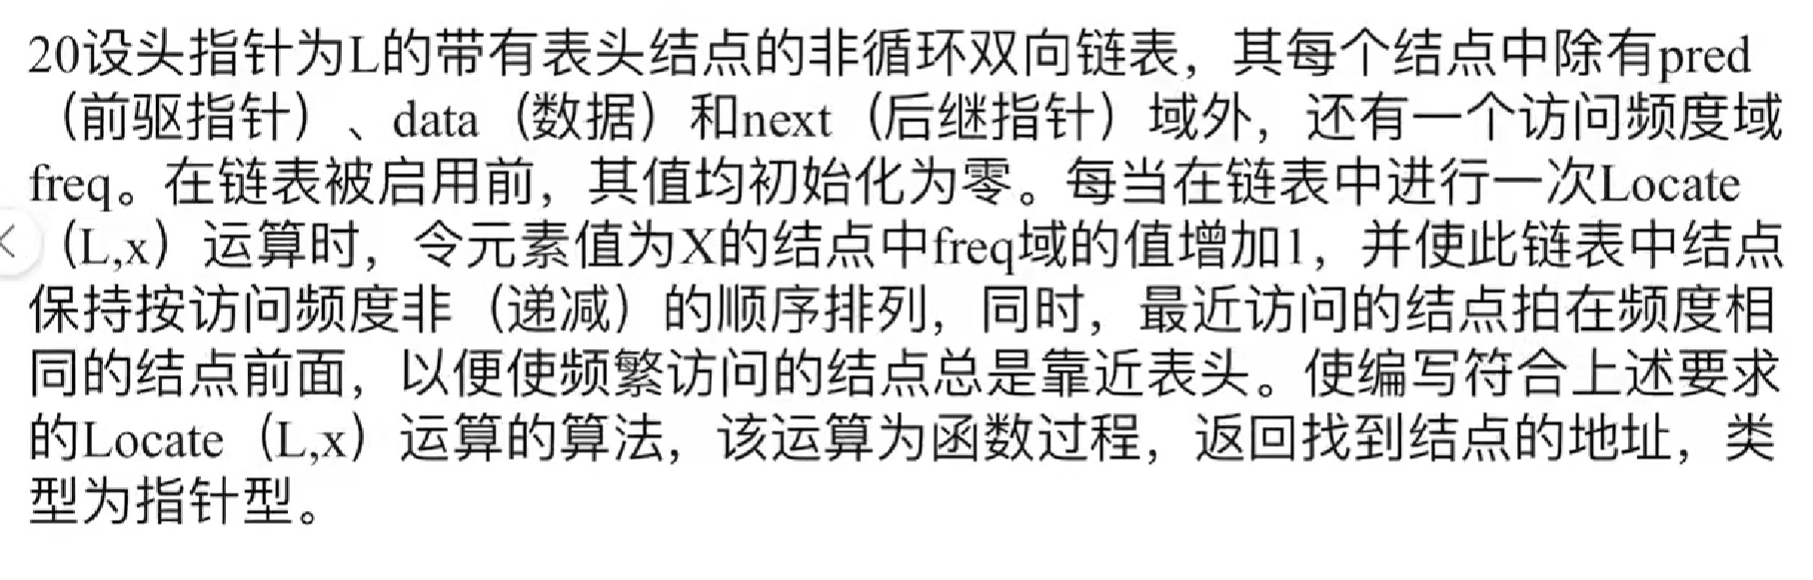 20设头指针为L的带有表头结点的非循环双向链表，其每个结点中除有pred
（前驱指针）、data（数据）和next（后继指针）域外，还有一个访问频度域
freq。在链表被启用前，其值均初始化为零。每当在链表中进行一次Locate
（L,x）运算时，令元素值为X的结点中freq域的值增加1，并使此链表中结点
保持按访问频度非（递减）的顺序排列，同时，最近访问的结点拍在频度相
同的结点前面，以便使频繁访问的结点总是靠近表头。使编写符合上述要求
的Locate（L,x）运算的算法，该运算为函数过程，返回找到结点的地址，类
型为指针型。